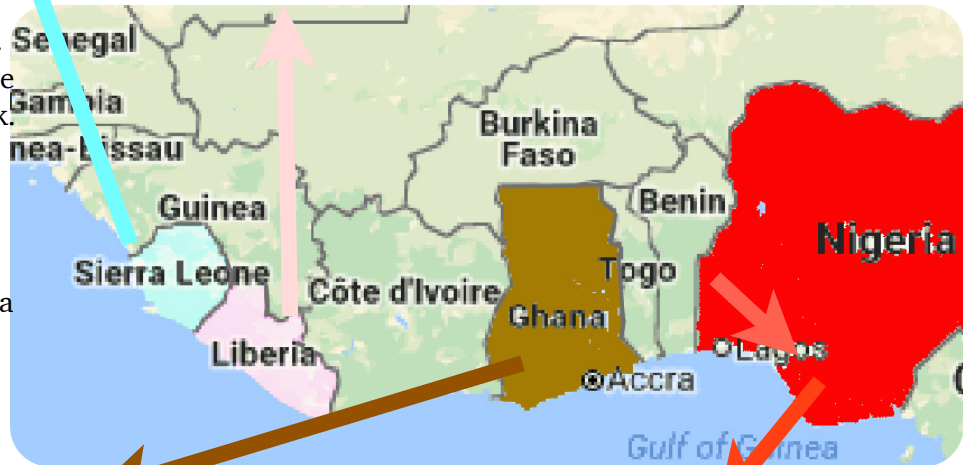 Senegal
e
Gambia
k.
nea-Bissau
Burkina
Faso
Guinea
Benin
Nigeria
Sierra Leone
Togo
Côte d'Ivoire
a
Ghana
Liberia
Lagos
Accra
Gulf of Guinea